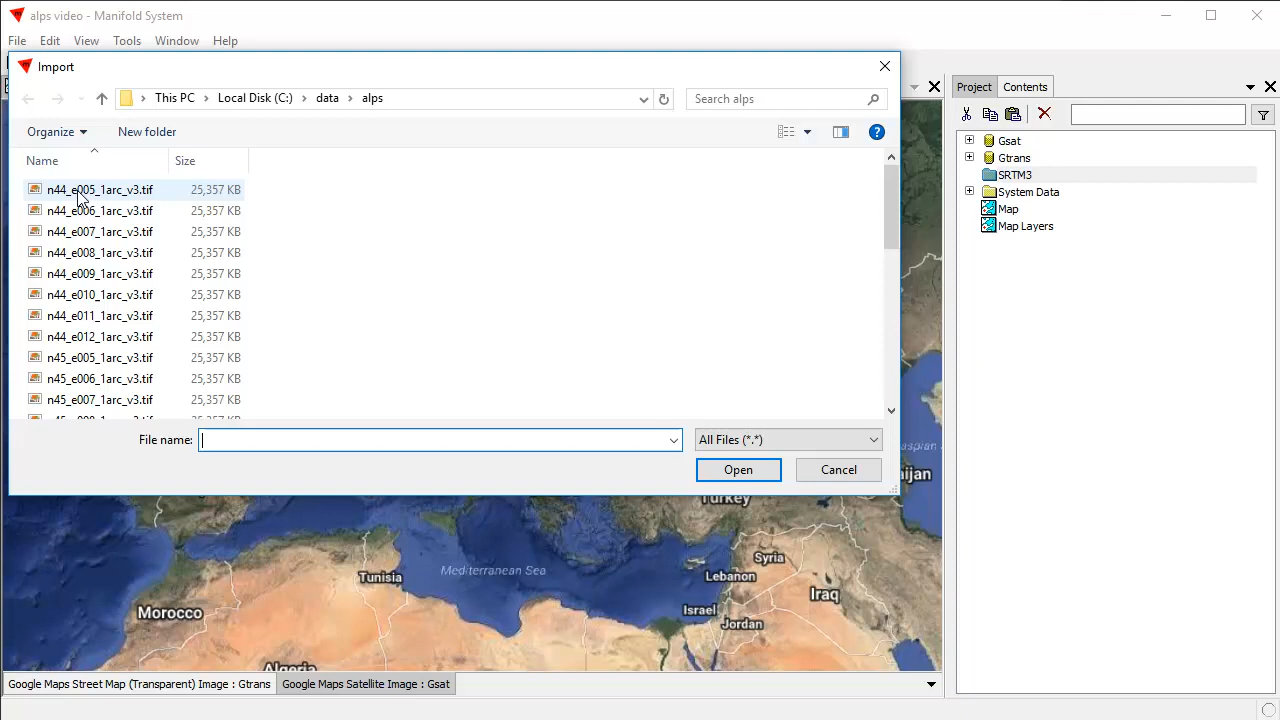 alps video - Manifold System
File Edit View Tools Window Help
Import
This PC > Local Disk (C:) > data > alps
Search alps
Organize
New folder
Name
Size
n44_e005_1arc_v3.tif 25,357 KB
n44_e006_1arc_v3.tif 25,357 KB
n44_e007_1arc_v3.tif 25,357 KB
n44_e008_1arc_v3.tif 25,357 KB
n44_e009_1arc_v3.tif 25,357 KB
n44_e010_1arc_v3.tif 25,357 KB
n44_e011_1arc_v3.tif 25,357 KB
n44_e012_1arc_v3.tif 25,357 KB
n45_e005_1arc_v3.tif 25,357 KB
n45_e006_1arc_v3.tif 25,357 KB
n45_e007_1arc_v3.tif 25,357 KB
File name:
All Files (*.*)
Open
Cancel
Project
Contents
Gsat
Gtrans
SRTM3
System Data
Map
Map Layers
Turkey
Syria
Mediterranean Sea
Tunisia
Lebanon
Iraq
Morocco
Israel
Jordan
Algeria
Google Maps Street Map (Transparent) Image : Gtrans
Google Maps Satellite Image : Gsat